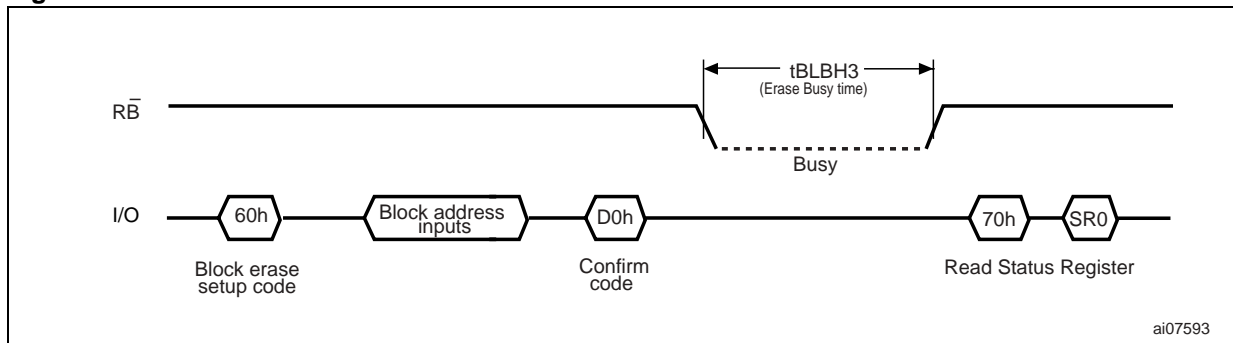 tBLBH3
(Erase Busy time)
RB̅
Busy
I/O
60h
Block address
inputs
D0h
70h
SR0
Block erase
setup code
Confirm
code
Read Status Register
ai07593